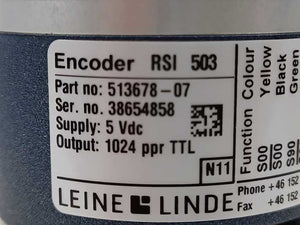 Encoder RSI 503
Part no: 513678-07
Ser. no. 38654858
Supply: 5 Vdc
Output: 1024 ppr TTL
N11
LEINE LINDE
Function Colour
S00 Yellow
S00 Black
S90 Green
Phone +46 152
Fax +46 152